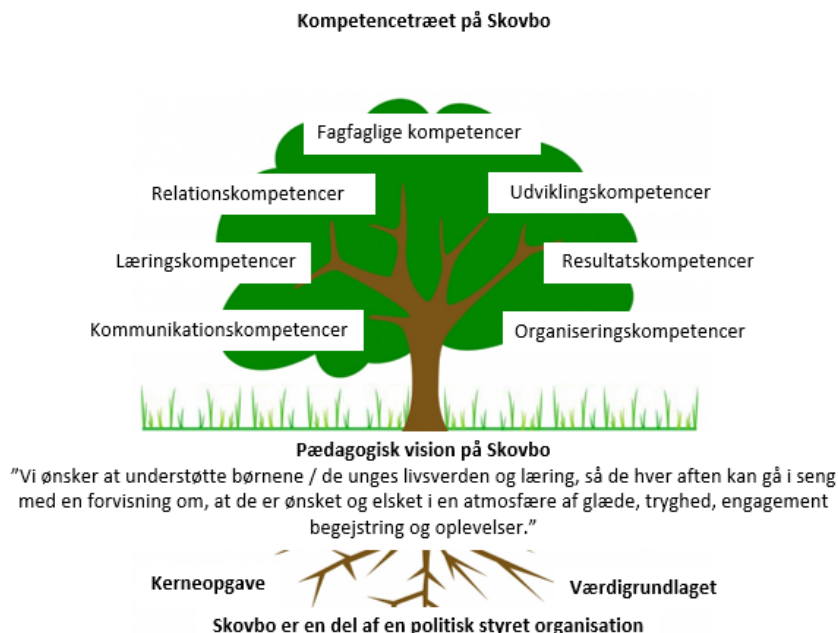 Kompetencetræet på Skovbo
Fagfaglige kompetencer
Relationskompetencer
Udviklingskompetencer
Læringskompetencer
Resultatskompetencer
Kommunikationskompetencer
Organiseringskompetencer
Pædagogisk vision på Skovbo
”Vi ønsker at understøtte børnene / de unges livsverden og læring, så de hver aften kan gå i seng
med en forvisning om, at de er ønsket og elsket i en atmosfære af glæde, tryghed, engagement
begejstring og oplevelser.”
Kerneopgave
Værdigrundlaget
Skovbo er en del af en politisk styret organisation